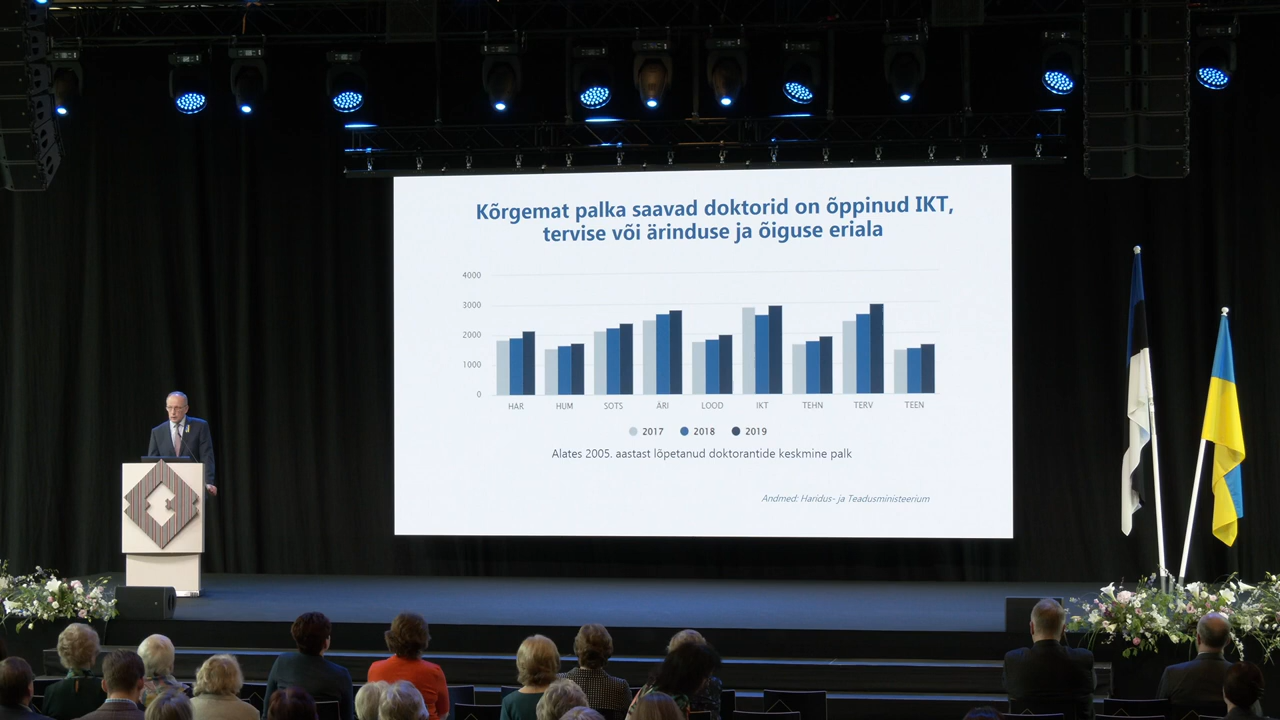 Kõrgemat palka saavad doktorid on õppinud IKT,
tervise või ärinduse ja õiguse eriala
4000
3000
2000
1000
0
HAR HUM SOTS ÄRI LOOD IKT TEHN TERV TEEN
2017 2018 2019
Alates 2005. aastast lõpetanud doktorantide keskmine palk
Andmed: Haridus- ja Teadusministeerium